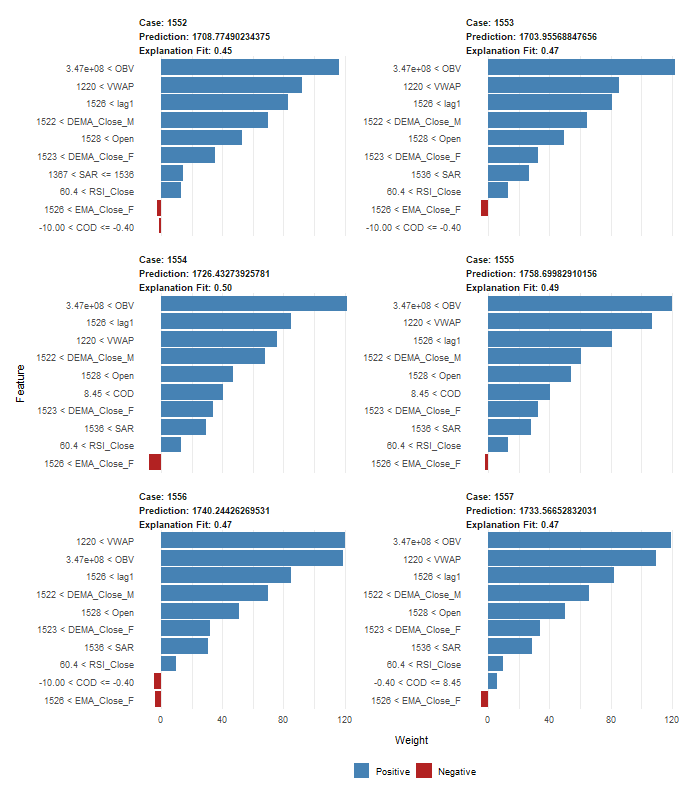 Case: 1552
Prediction: 1708.77490234375
Explanation Fit: 0.45
3.47e+08 < OBV
1220 < VWAP
1526 < lag1
1522 < DEMA_Close_M
1528 < Open
1523 < DEMA_Close_F
1367 < SAR <= 1536
60.4 < RSI_Close
1526 < EMA_Close_F
-10.00 < COD <= -0.40
Case: 1553
Prediction: 1703.95568847656
Explanation Fit: 0.47
3.47e+08 < OBV
1220 < VWAP
1526 < lag1
1522 < DEMA_Close_M
1528 < Open
1523 < DEMA_Close_F
1536 < SAR
60.4 < RSI_Close
1526 < EMA_Close_F
-10.00 < COD <= -0.40
Case: 1554
Prediction: 1726.43273925781
Explanation Fit: 0.50
3.47e+08 < OBV
1526 < lag1
1220 < VWAP
1522 < DEMA_Close_M
1528 < Open
8.45 < COD
1523 < DEMA_Close_F
1536 < SAR
60.4 < RSI_Close
1526 < EMA_Close_F
Case: 1555
Prediction: 1758.69982910156
Explanation Fit: 0.49
3.47e+08 < OBV
1220 < VWAP
1526 < lag1
1522 < DEMA_Close_M
1528 < Open
8.45 < COD
1523 < DEMA_Close_F
1536 < SAR
60.4 < RSI_Close
1526 < EMA_Close_F
Feature
Case: 1556
Prediction: 1740.24426269531
Explanation Fit: 0.47
1220 < VWAP
3.47e+08 < OBV
1526 < lag1
1522 < DEMA_Close_M
1528 < Open
1523 < DEMA_Close_F
1536 < SAR
60.4 < RSI_Close
-10.00 < COD <= -0.40
1526 < EMA_Close_F
0 40 80 120
Case: 1557
Prediction: 1733.56652832031
Explanation Fit: 0.47
3.47e+08 < OBV
1220 < VWAP
1526 < lag1
1522 < DEMA_Close_M
1528 < Open
1523 < DEMA_Close_F
1536 < SAR
60.4 < RSI_Close
-0.40 < COD <= 8.45
1526 < EMA_Close_F
0 40 80 120
Weight
Positive Negative